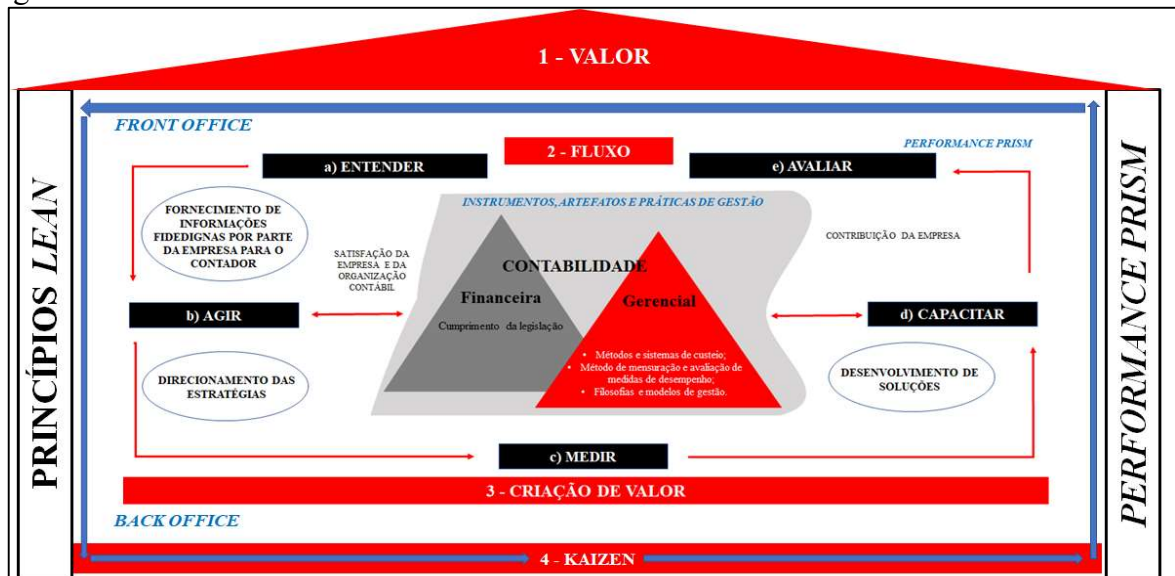 g
1 - VALOR
PRINCÍPIOS LEAN
PERFORMANCE PRISM
FRONT OFFICE
2 - FLUXO
PERFORMANCE PRISM
a) ENTENDER
e) AVALIAR
INSTRUMENTOS, ARTEFATOS E PRÁTICAS DE GESTÃO
FORNECIMENTO DE
INFORMAÇÕES
FIDEDIGNAS POR PARTE
DA EMPRESA PARA O
CONTADOR
SATISFAÇÃO DA
EMPRESA E DA
ORGANIZAÇÃO
CONTÁBIL
CONTRIBUIÇÃO DA EMPRESA
CONTABILIDADE
Financeira
Cumprimento da legislação
Gerencial
• Métodos e sistemas de custeio;
• Método de mensuração e avaliação de
medidas de desempenho;
• Filosofias e modelos de gestão.
b) AGIR
d) CAPACITAR
DIRECIONAMENTO DAS
ESTRATÉGIAS
DESENVOLVIMENTO DE
SOLUÇÕES
c) MEDIR
3 - CRIAÇÃO DE VALOR
BACK OFFICE
4 - KAIZEN